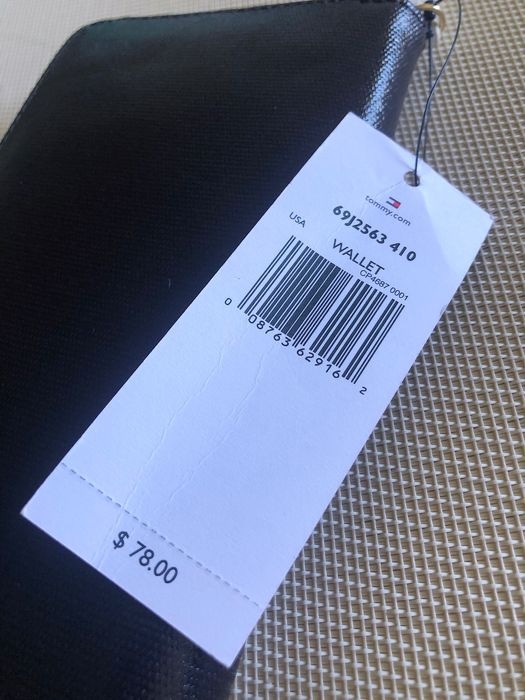 tommy.com
69J2563 410
USA
WALLET
CP4687 0001
0 08763 62916 2
$ 78.00